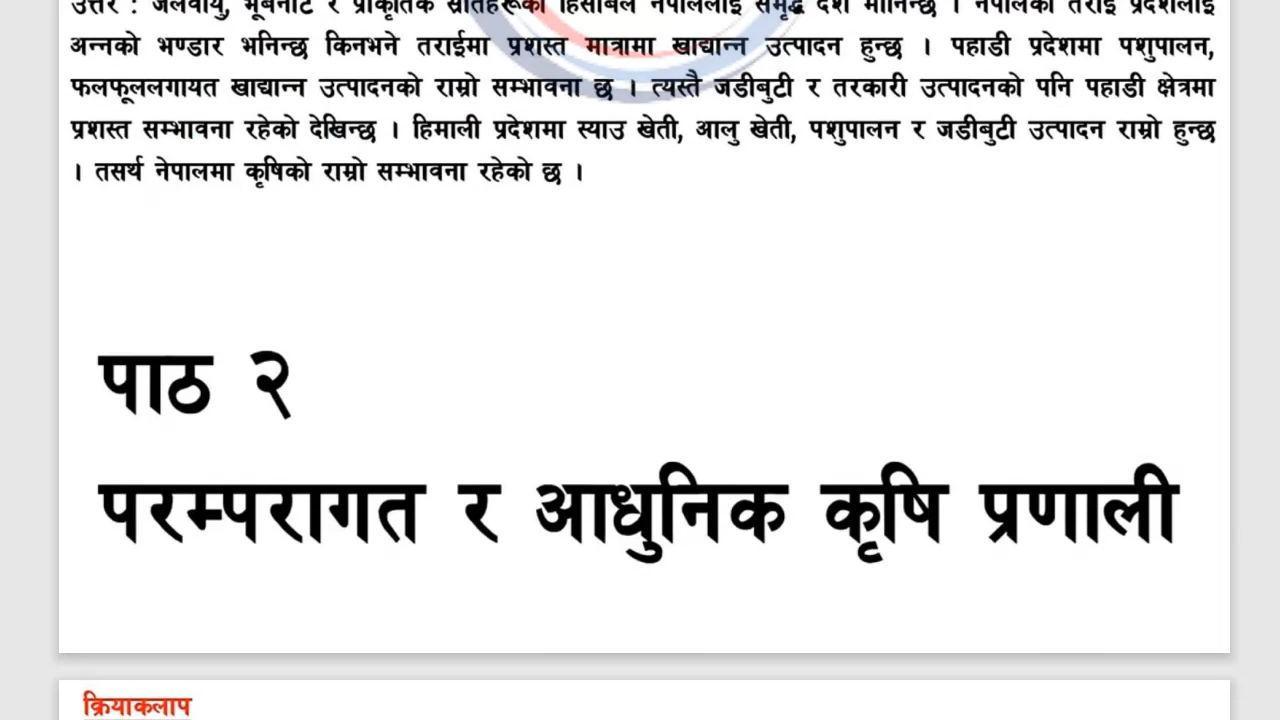 उत्तर : जलवायु, भूबनोट र प्राकृतिक स्रोतहरूको हिसाबले नेपाललाई समृद्ध देश मानिन्छ । नेपालको तराई प्रदेशलाई
अन्नको भण्डार भनिन्छ किनभने तराईमा प्रशस्त मात्रामा खाद्यान्न उत्पादन हुन्छ । पहाडी प्रदेशमा पशुपालन,
फलफूललगायत खाद्यान्न उत्पादनको राम्रो सम्भावना छ । त्यस्तै जडीबुटी र तरकारी उत्पादनको पनि पहाडी क्षेत्रमा
प्रशस्त सम्भावना रहेको देखिन्छ । हिमाली प्रदेशमा स्याउ खेती, आलु खेती, पशुपालन र जडीबुटी उत्पादन राम्रो हुन्छ
। तसर्थ नेपालमा कृषिको राम्रो सम्भावना रहेको छ ।
पाठ २
परम्परागत र आधुनिक कृषि प्रणाली
क्रियाकलाप